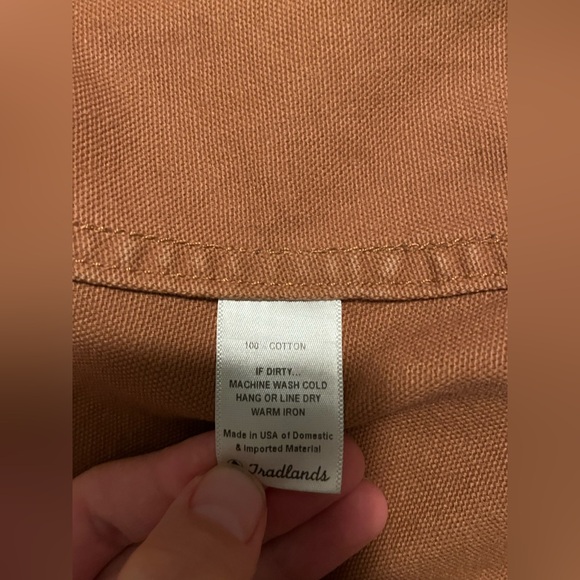 100 COTTON
IF DIRTY...
MACHINE WASH COLD
HANG OR LINE DRY
WARM IRON
Made in USA of Domestic
& Imported Material
Tradlands